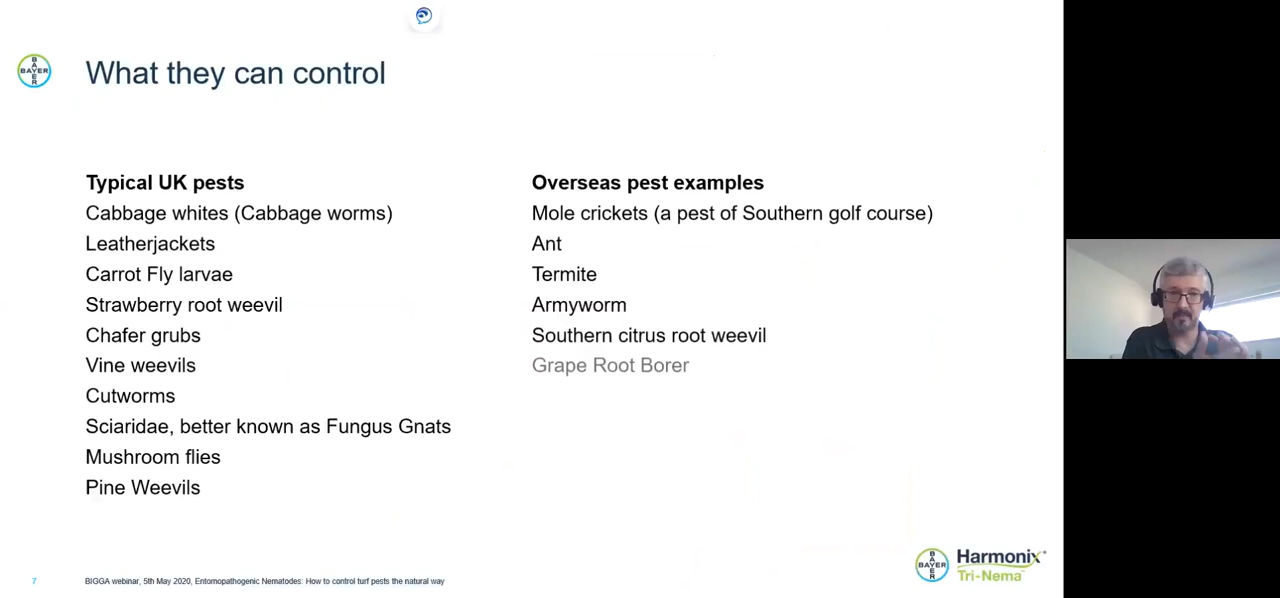 BAYER
What they can control
Typical UK pests
Cabbage whites (Cabbage worms)
Leatherjackets
Carrot Fly larvae
Strawberry root weevil
Chafer grubs
Vine weevils
Cutworms
Sciaridae, better known as Fungus Gnats
Mushroom flies
Pine Weevils
Overseas pest examples
Mole crickets (a pest of Southern golf course)
Ant
Termite
Armyworm
Southern citrus root weevil
Grape Root Borer
7
BIGGA webinar, 5th May 2020, Entomopathogenic Nematodes: How to control turf pests the natural way
BAYER
Harmonix
Tri-Nema